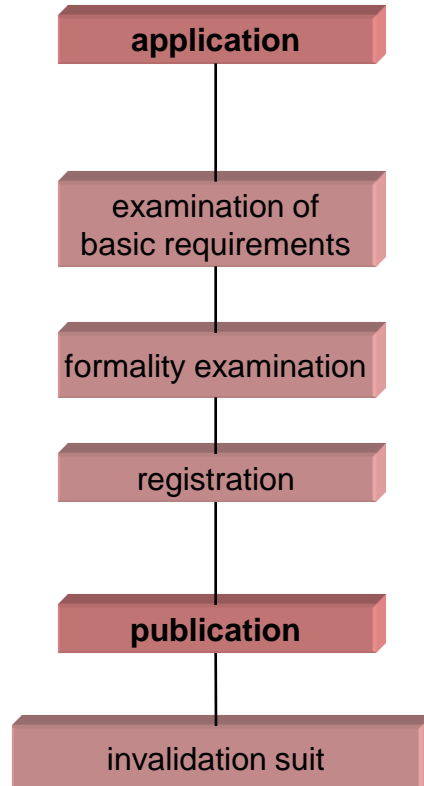 application
examination of
basic requirements
formality examination
registration
publication
invalidation suit